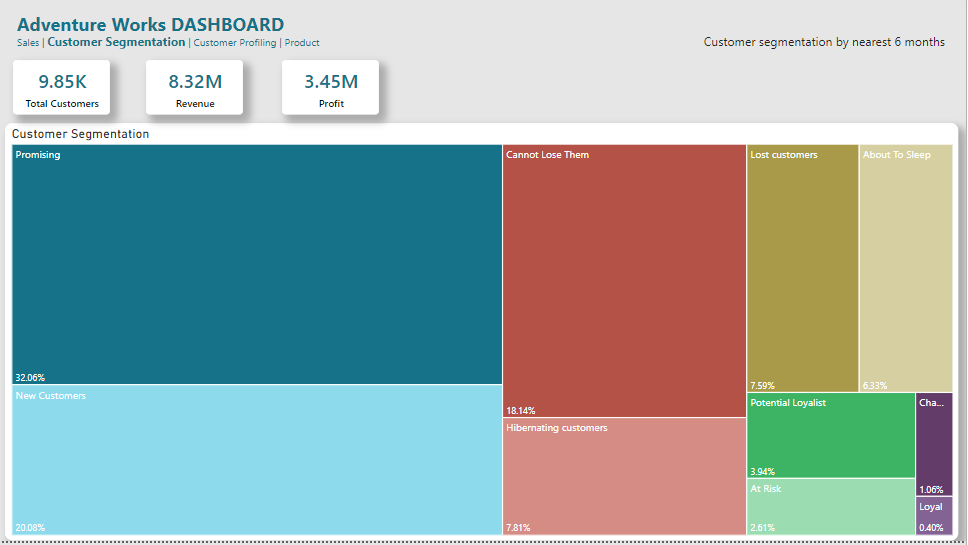 Adventure Works DASHBOARD
Sales | Customer Segmentation | Customer Profiling | Product
Customer segmentation by nearest 6 months
9.85K
Total Customers
8.32M
Revenue
3.45M
Profit
Customer Segmentation
Promising
32.06%
New Customers
20.08%
Cannot Lose Them
18.14%
Hibernating customers
7.81%
Lost customers
7.59%
About To Sleep
6.33%
Potential Loyalist
3.94%
At Risk
2.61%
Cha...
1.06%
Loyal
0.40%